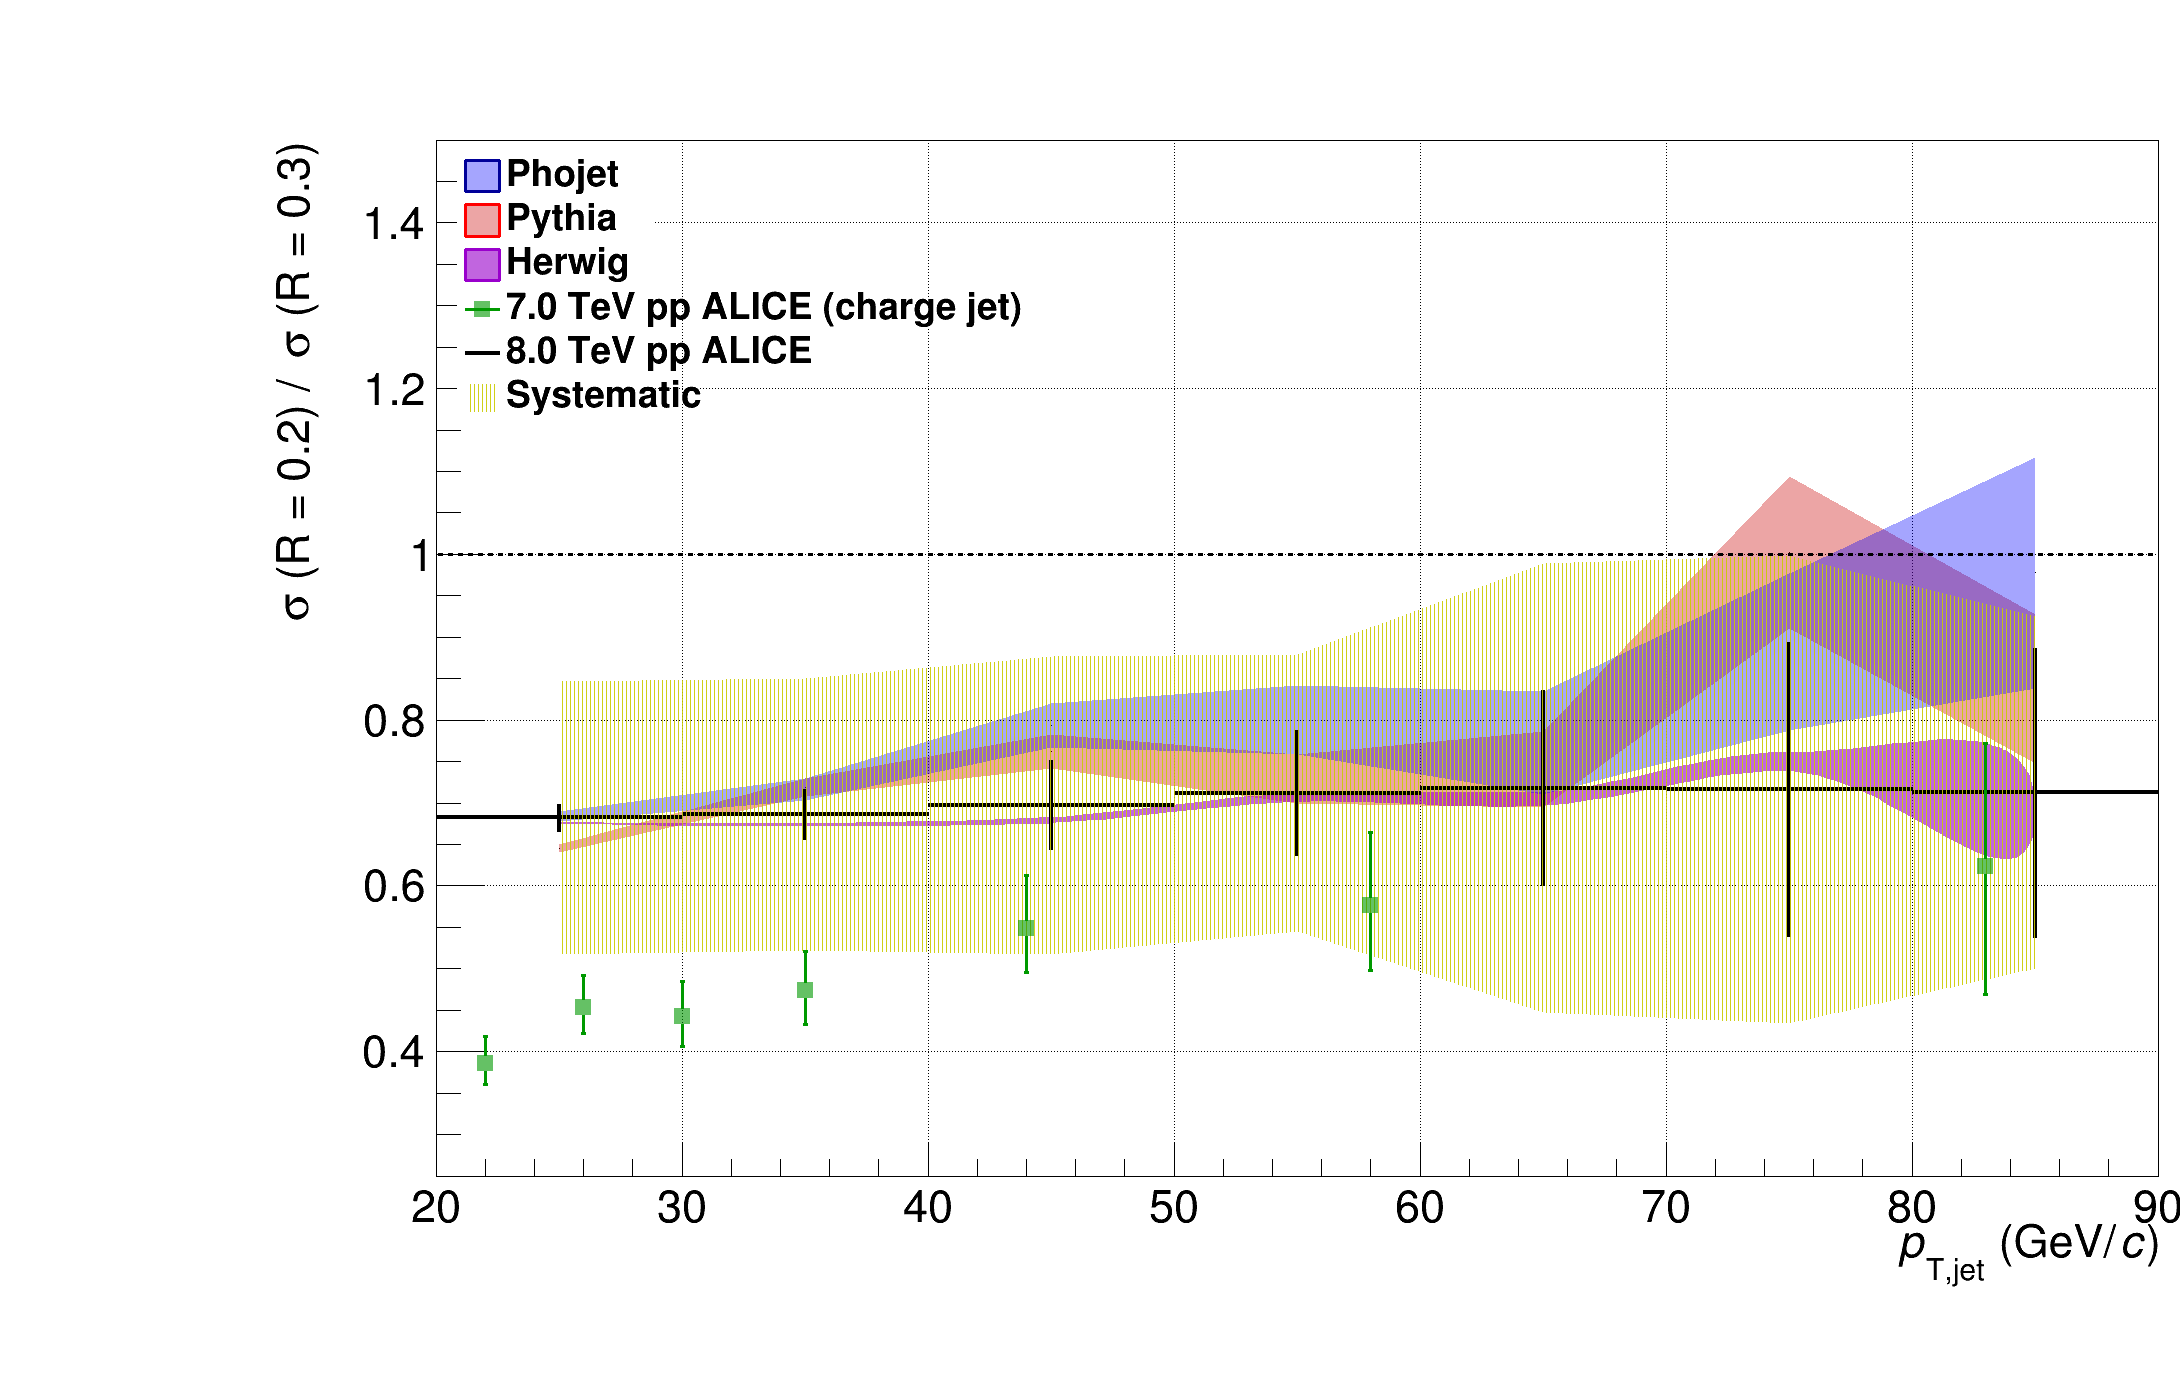 σ (R = 0.2) / σ (R = 0.3)
Phojet
Pythia
Herwig
7.0 TeV pp ALICE (charge jet)
8.0 TeV pp ALICE
Systematic
1.4
1.2
1
0.8
0.6
0.4
20 30 40 50 60 70 80 90
p T,jet (GeV/c)